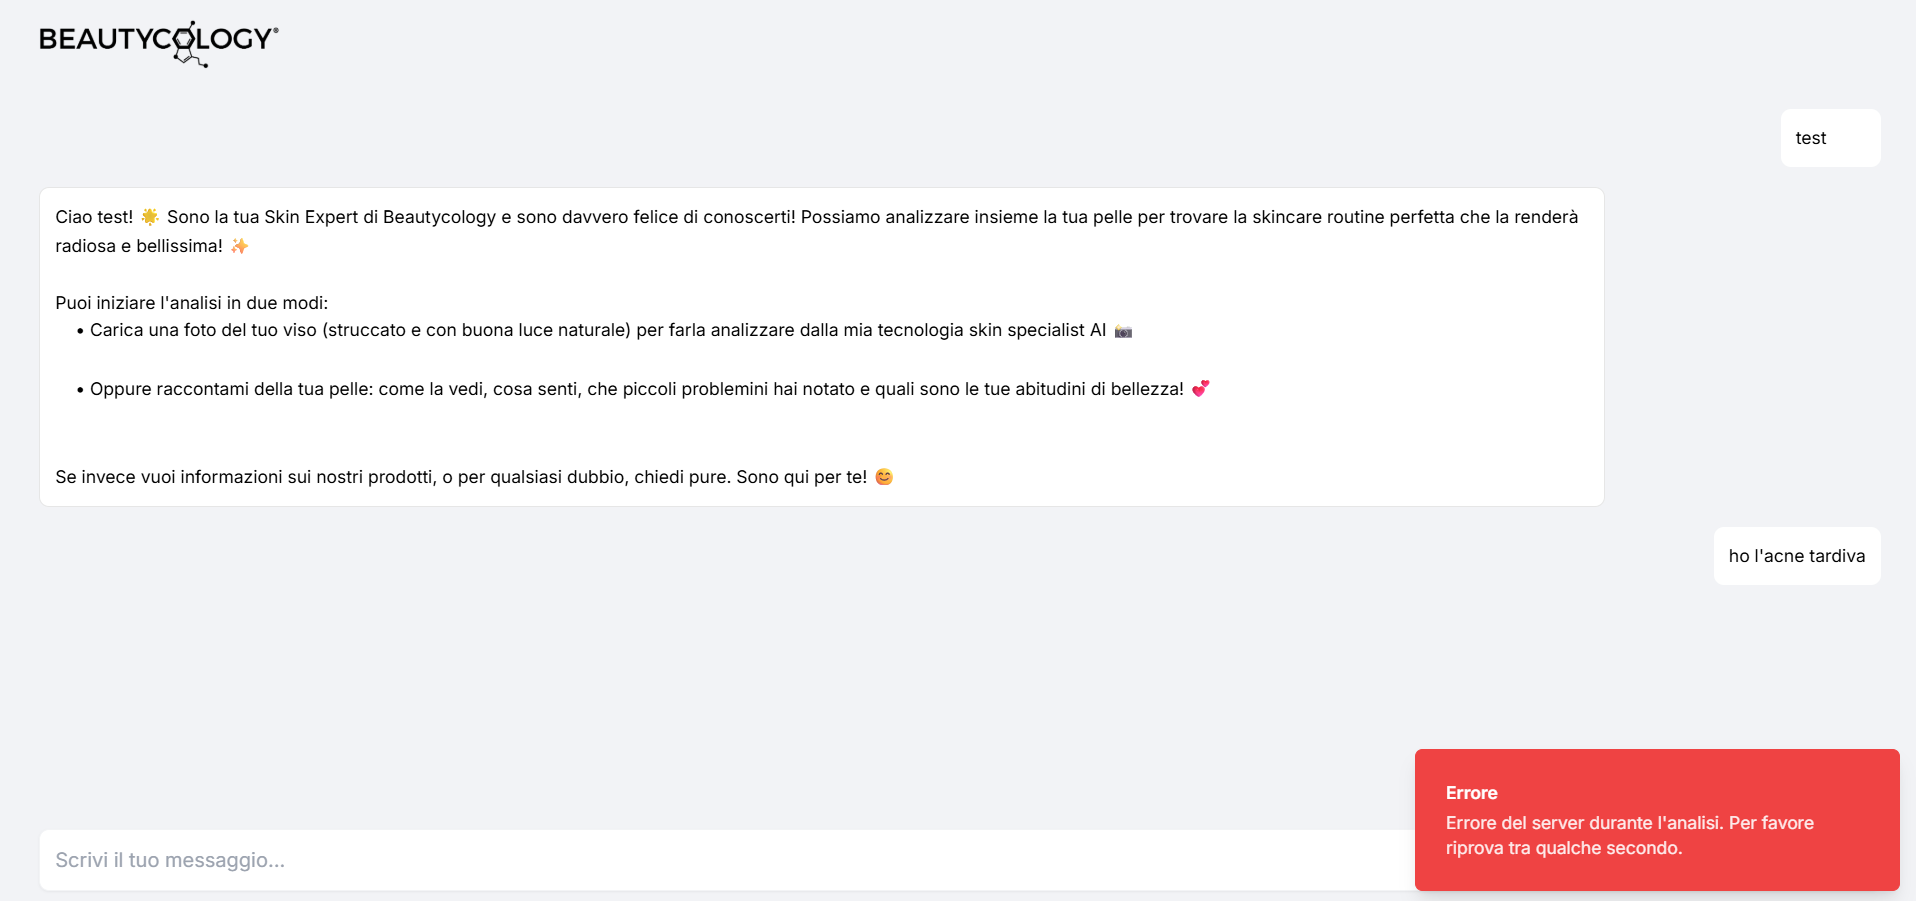 BEAUTYCOLOGY®
test
Ciao test! 🌟 Sono la tua Skin Expert di Beautycology e sono davvero felice di conoscerti! Possiamo analizzare insieme la tua pelle per trovare la skincare routine perfetta che la renderà
radiosa e bellissima! ✨
Puoi iniziare l'analisi in due modi:
• Carica una foto del tuo viso (struccato e con buona luce naturale) per farla analizzare dalla mia tecnologia skin specialist AI 📸
• Oppure raccontami della tua pelle: come la vedi, cosa senti, che piccoli problemini hai notato e quali sono le tue abitudini di bellezza! 💕
Se invece vuoi informazioni sui nostri prodotti, o per qualsiasi dubbio, chiedi pure. Sono qui per te! 😊
ho l'acne tardiva
Errore
Errore del server durante l'analisi. Per favore
riprova tra qualche secondo.
Scrivi il tuo messaggio...